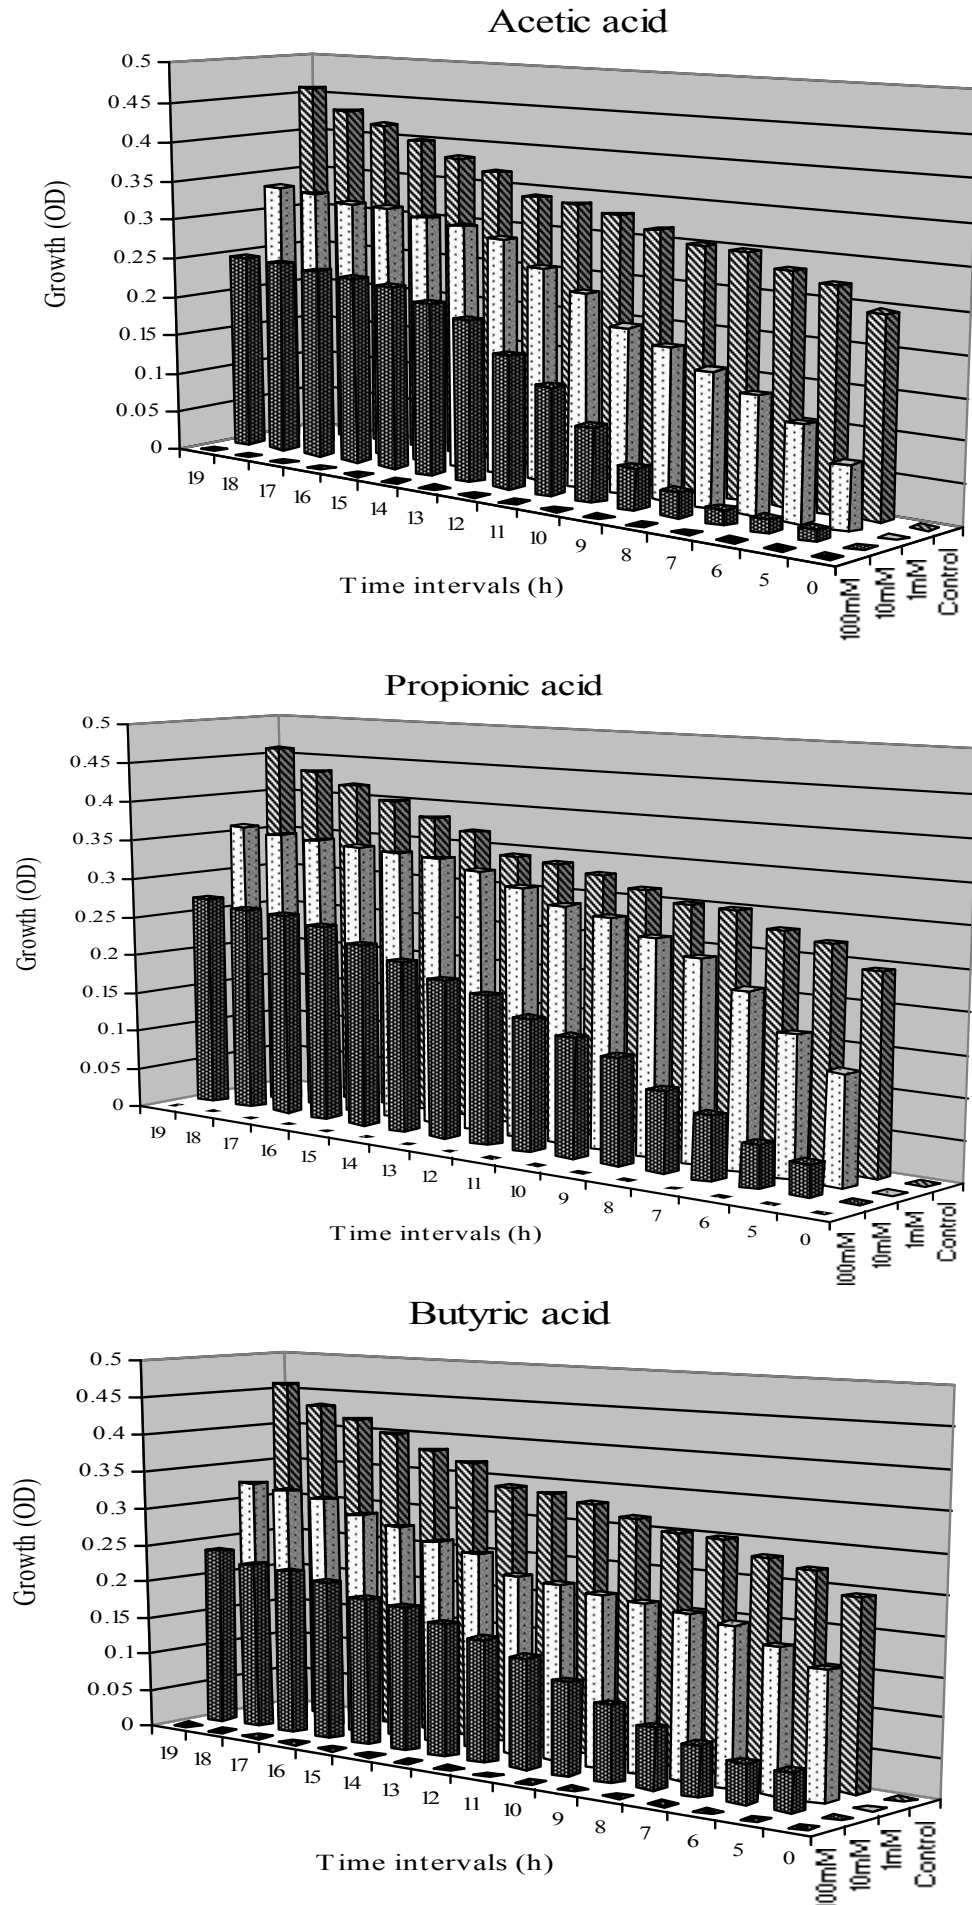 Acetic acid
0.5
0.45
0.4
0.35
0.3
0.25
0.2
0.15
0.1
0.05
0
Growth (OD)
19 18 17 16 15 14 13 12 11 10 9 8 7 6 5 0
Time intervals (h)
100mM
10mM
1mM
Control
Propionic acid
0.5
0.45
0.4
0.35
0.3
0.25
0.2
0.15
0.1
0.05
0
Growth (OD)
19 18 17 16 15 14 13 12 11 10 9 8 7 6 5 0
Time intervals (h)
100mM
10mM
1mM
Control
Butyric acid
0.5
0.45
0.4
0.35
0.3
0.25
0.2
0.15
0.1
0.05
0
Growth (OD)
19 18 17 16 15 14 13 12 11 10 9 8 7 6 5 0
Time intervals (h)
100mM
10mM
1mM
Control